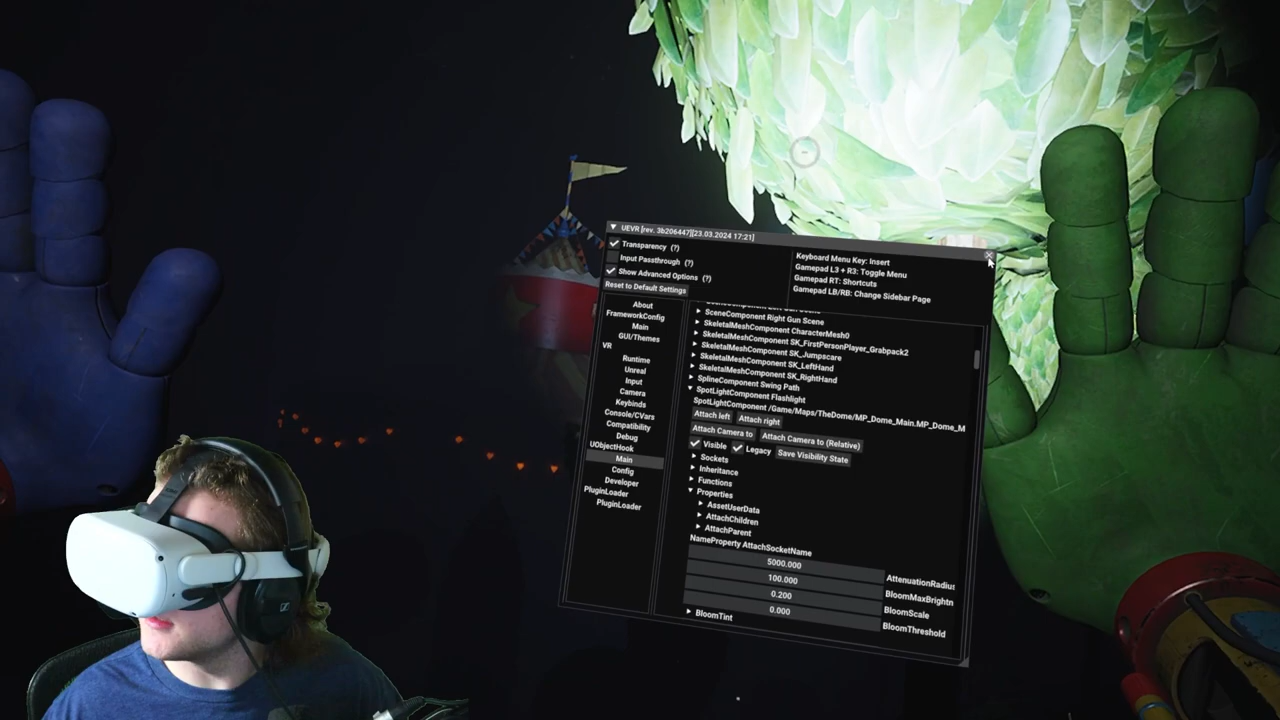 UEVR [rev. 3b206447][23.03.2024 17:21]
Transparency (?)
Input Passthrough (?)
Show Advanced Options (?)
Reset to Default Settings
Keyboard Menu Key: Insert
Gamepad L3 + R3: Toggle Menu
Gamepad RT: Shortcuts
Gamepad LB/RB: Change Sidebar Page
About
FrameworkConfig
Main
GUI/Themes
VR
Runtime
Unreal
Input
Camera
Keybinds
Console/CVars
Compatibility
Debug
UObjectHook
Main
Config
Developer
PluginLoader
PluginLoader
SceneComponent Right Gun Scene
SkeletalMeshComponent CharacterMesh0
SkeletalMeshComponent SK_FirstPersonPlayer_Grabpack2
SkeletalMeshComponent SK_Jumpscare
SkeletalMeshComponent SK_LeftHand
SkeletalMeshComponent SK_RightHand
SplineComponent Swing Path
SpotLightComponent Flashlight
SpotLightComponent /Game/Maps/TheDome/MP_Dome_Main.MP_Dome_M
Attach left Attach right
Attach Camera to Attach Camera to (Relative)
Visible Legacy Save Visibility State
Sockets
Inheritance
Functions
Properties
AssetUserData
AttachChildren
AttachParent
NameProperty AttachSocketName
5000.000 AttenuationRadiu
100.000 BloomMaxBrightn
0.200 BloomScale
0.000 BloomThreshold
BloomTint